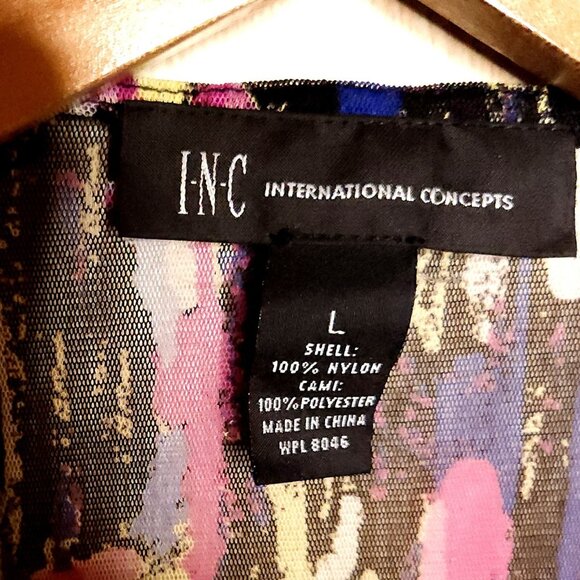 I·N·C INTERNATIONAL CONCEPTS
L
SHELL:
100% NYLON
CAMI:
100% POLYESTER
MADE IN CHINA
WPL 8046